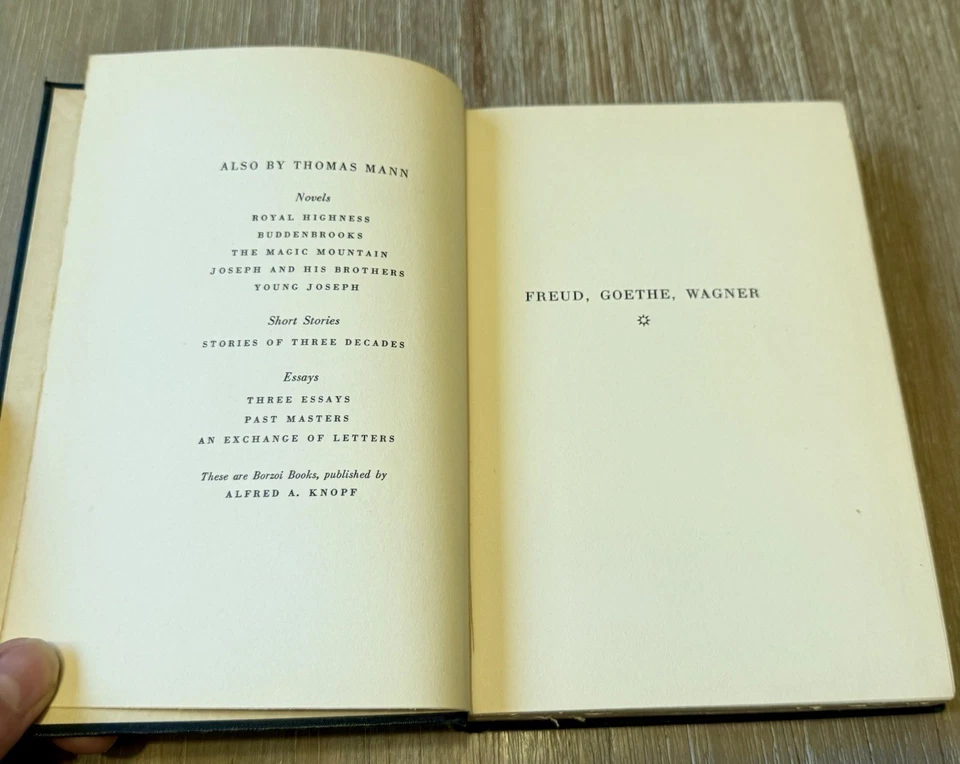 ALSO BY THOMAS MANN
Novels
ROYAL HIGHNESS
BUDDENBROOKS
THE MAGIC MOUNTAIN
JOSEPH AND HIS BROTHERS
YOUNG JOSEPH
Short Stories
STORIES OF THREE DECADES
Essays
THREE ESSAYS
PAST MASTERS
AN EXCHANGE OF LETTERS
These are Borzoi Books, published by
ALFRED A. KNOPF
FREUD, GOETHE, WAGNER